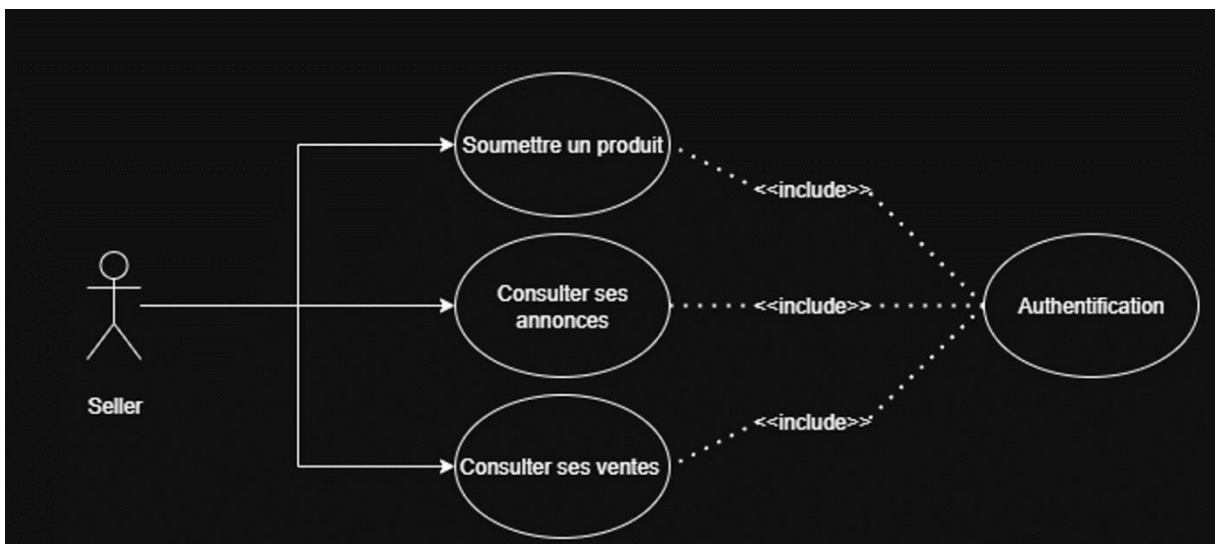 Soumettre un produit
<<include>>
Consulter ses
annonces
<<include>>
Authentification
Seller
<<include>>
Consulter ses ventes